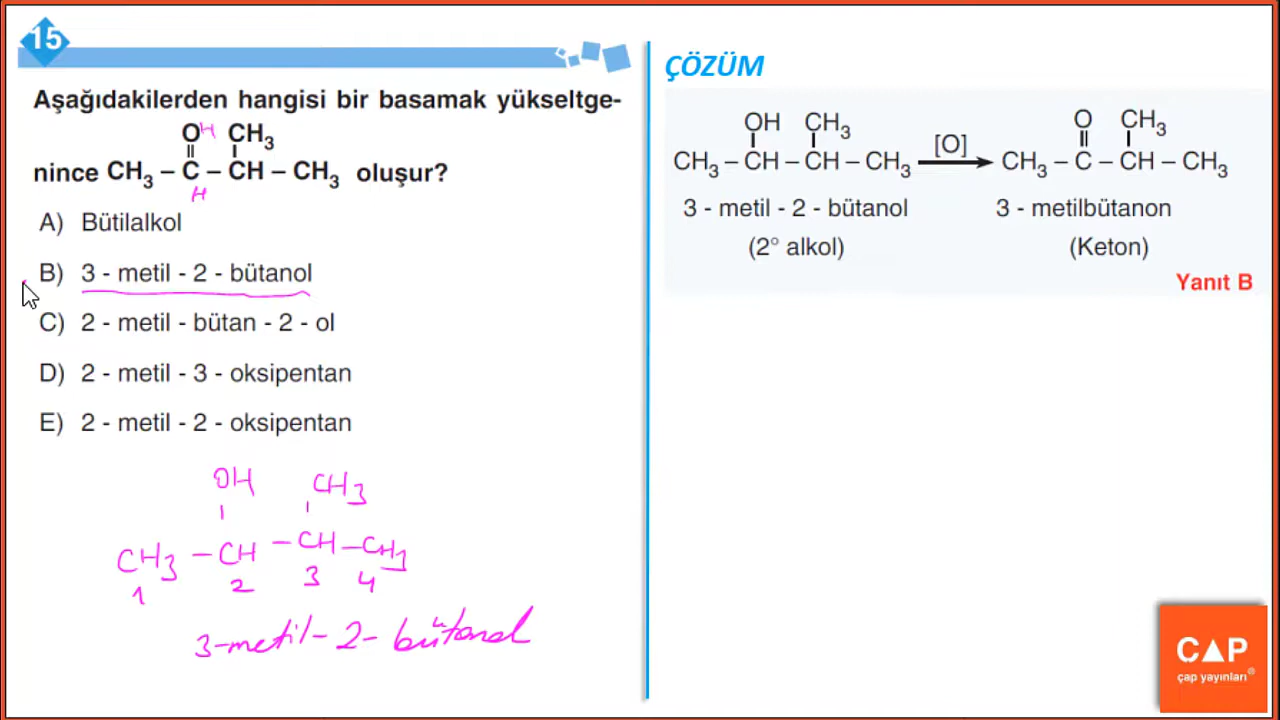 15
Aşağıdakilerden hangisi bir basamak yükseltge-
OH CH₃
nince CH₃ – C – CH – CH₃ oluşur?
H
A) Bütilalkol
B) 3 - metil - 2 - bütanol
C) 2 - metil - bütan - 2 - ol
D) 2 - metil - 3 - oksipentan
E) 2 - metil - 2 - oksipentan
OH CH₃
CH₃ – CH – CH – CH₃
1 2 3 4
3-metil-2-bütanol
ÇÖZÜM
OH CH₃ [O] O CH₃
CH₃ – CH – CH – CH₃ CH₃ – C – CH – CH₃
3 - metil - 2 - bütanol 3 - metilbütanon
(2° alkol) (Keton)
Yanıt B
CAP
çap yayınları®